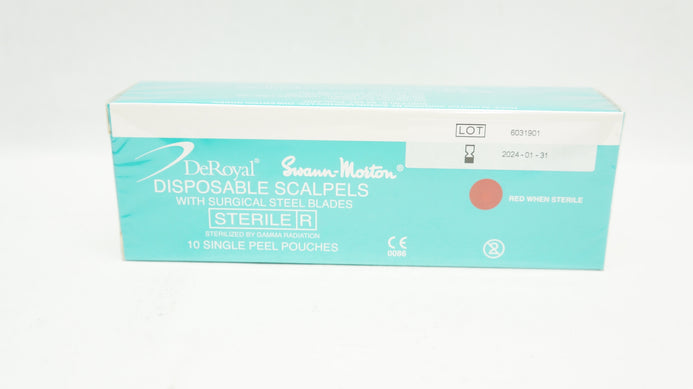 LOT 6031901
2024-01-31
DeRoyal® Swann-Morton®
DISPOSABLE SCALPELS
WITH SURGICAL STEEL BLADES
STERILE R
STERILIZED BY GAMMA RADIATION
10 SINGLE PEEL POUCHES
CE
0086
RED WHEN STERILE
2